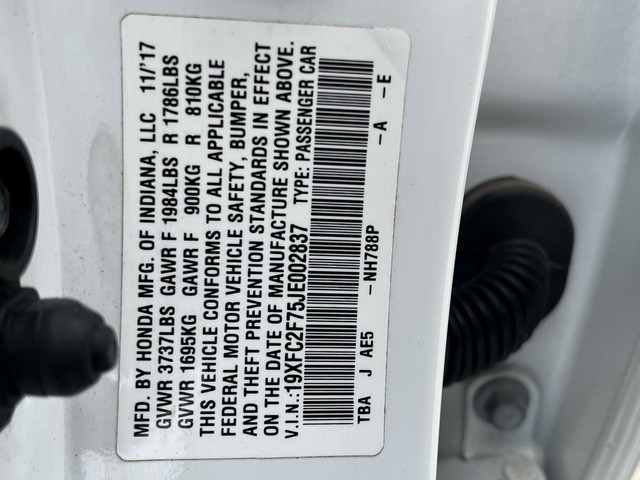 MFD. BY HONDA MFG. OF INDIANA, LLC 11/'17
GVWR 3737LBS GAWR F 1984LBS R 1786LBS
GVWR 1695KG GAWR F 900KG R 810KG
THIS VEHICLE CONFORMS TO ALL APPLICABLE
FEDERAL MOTOR VEHICLE SAFETY, BUMPER,
AND THEFT PREVENTION STANDARDS IN EFFECT
ON THE DATE OF MANUFACTURE SHOWN ABOVE.
V.I.N.:19XFC2F75JE002837 TYPE: PASSENGER CAR
TBA J AE5 -NH788P -A -E